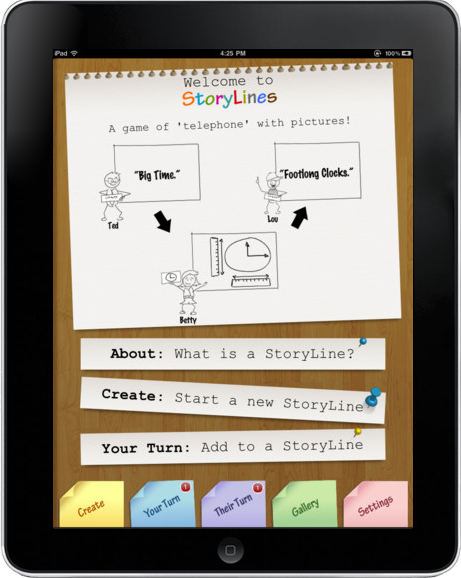 iPad 4:25 PM 100%
Welcome to
StoryLines
A game of 'telephone' with pictures!
"Big Time."
"Footlong Clocks."
Ted
Lou
Betty
About: What is a StoryLine?
Create: Start a new StoryLine
Your Turn: Add to a StoryLine
1
1
Create
Your Turn
Their Turn
Gallery
Settings